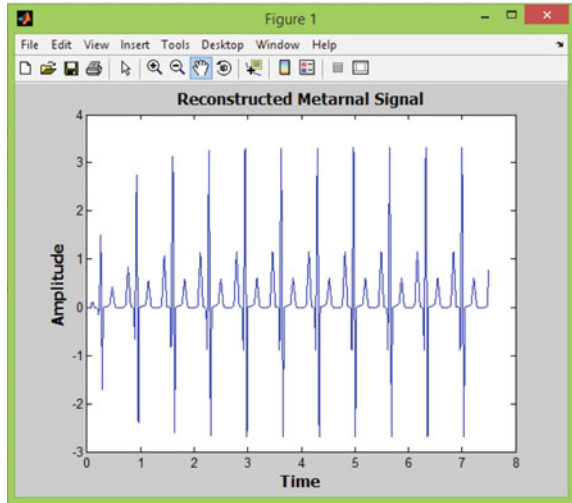 Figure 1
File Edit View Insert Tools Desktop Window Help
Reconstructed Metarnal Signal
4
3
2
1
0
-1
-2
-3
Amplitude
0 1 2 3 4 5 6 7 8
Time